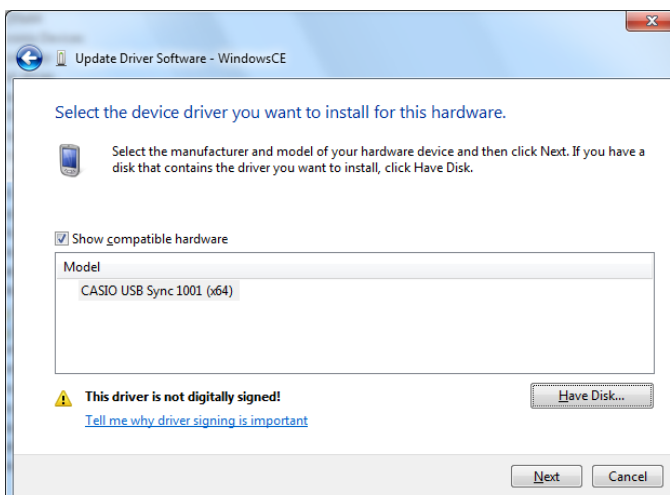 Update Driver Software - WindowsCE
Select the device driver you want to install for this hardware.
Select the manufacturer and model of your hardware device and then click Next. If you have a
disk that contains the driver you want to install, click Have Disk.
Show compatible hardware
Model
CASIO USB Sync 1001 (x64)
This driver is not digitally signed!
Have Disk...
Tell me why driver signing is important
Next
Cancel